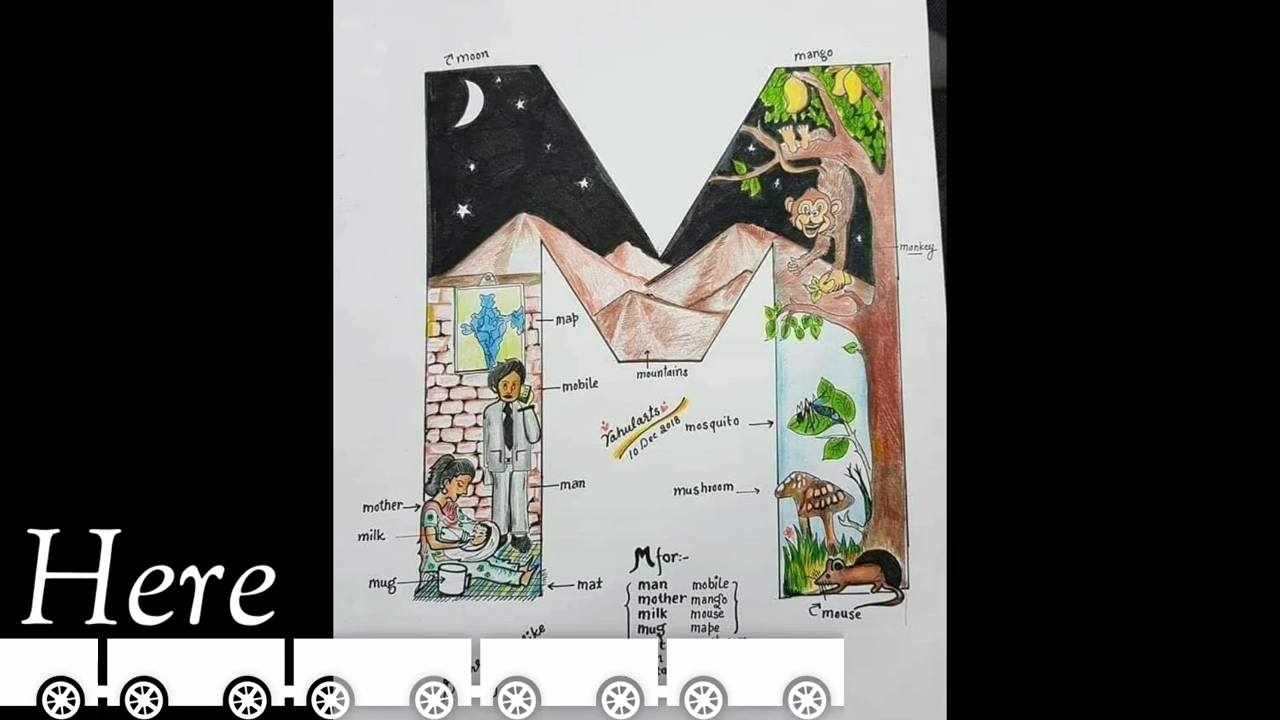 moon
mango
monkey
map
mountains
mobile
Rahularts
10 Dec 2018
mosquito
man
mushroom
mother
milk
mug
mat
mouse
M for:-
man mobile
mother mango
milk mouse
mug mape
Here